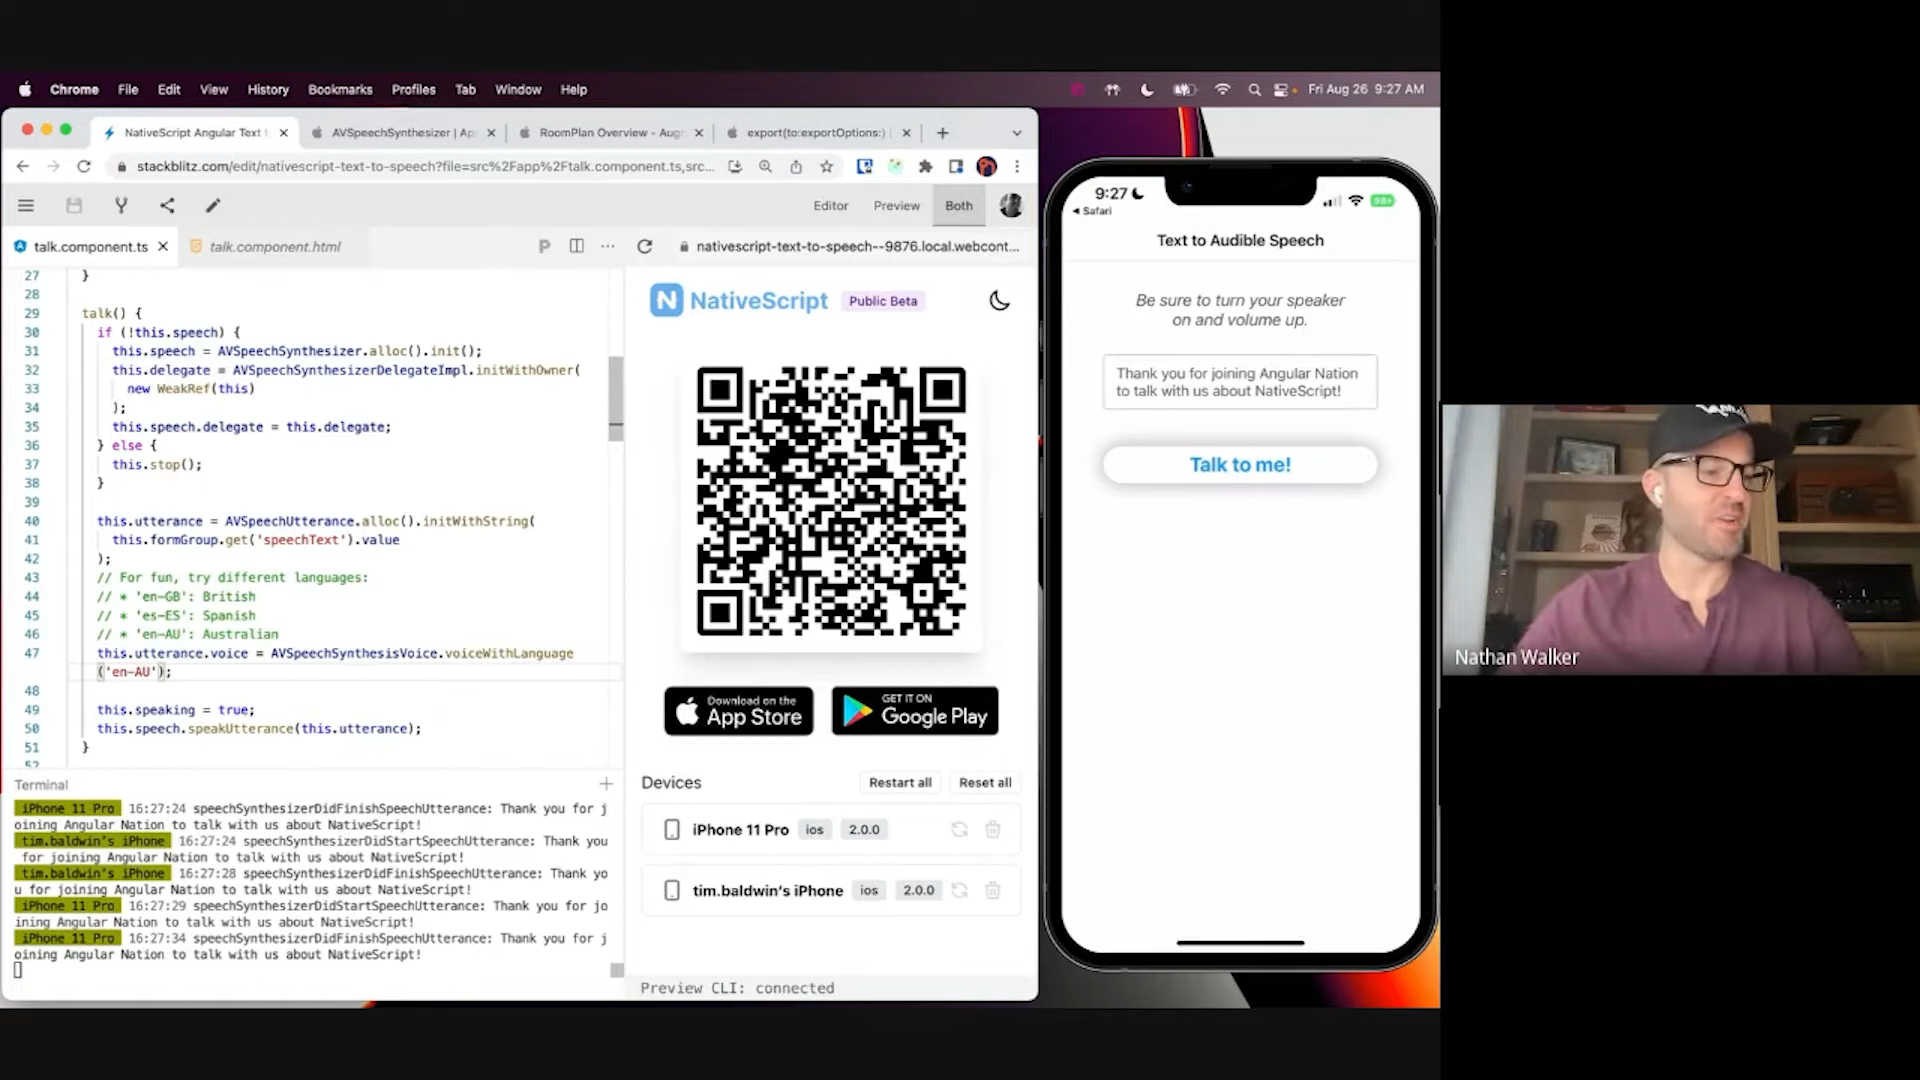 Chrome File Edit View History Bookmarks Profiles Tab Window Help
Fri Aug 26 9:27 AM
NativeScript Angular Text t
AVSpeechSynthesizer | Ap
RoomPlan Overview - Aug
export(to:exportOptions:) |
stackblitz.com/edit/nativescript-text-to-speech?file=src%2Fapp%2Ftalk.component.ts,src...
Editor Preview Both
talk.component.ts
talk.component.html
nativescript-text-to-speech--9876.local.webcont...
27 }
28
29 talk() {
30 if (!this.speech) {
31 this.speech = AVSpeechSynthesizer.alloc().init();
32 this.delegate = AVSpeechSynthesizerDelegateImpl.initWithOwner(
33 new WeakRef(this)
34 );
35 this.speech.delegate = this.delegate;
36 } else {
37 this.stop();
38 }
39
40 this.utterance = AVSpeechUtterance.alloc().initWithString(
41 this.formGroup.get('speechText').value
42 );
43 // For fun, try different languages:
44 // * 'en-GB': British
45 // * 'es-ES': Spanish
46 // * 'en-AU': Australian
47 this.utterance.voice = AVSpeechSynthesisVoice.voiceWithLanguage
('en-AU');
48
49 this.speaking = true;
50 this.speech.speakUtterance(this.utterance);
51 }
52
Terminal
iPhone 11 Pro 16:27:24 speechSynthesizerDidFinishSpeechUtterance: Thank you for j
oining Angular Nation to talk with us about NativeScript!
tim.baldwin's iPhone 16:27:24 speechSynthesizerDidStartSpeechUtterance: Thank you
for joining Angular Nation to talk with us about NativeScript!
tim.baldwin's iPhone 16:27:28 speechSynthesizerDidFinishSpeechUtterance: Thank yo
u for joining Angular Nation to talk with us about NativeScript!
iPhone 11 Pro 16:27:29 speechSynthesizerDidStartSpeechUtterance: Thank you for jo
ining Angular Nation to talk with us about NativeScript!
iPhone 11 Pro 16:27:34 speechSynthesizerDidFinishSpeechUtterance: Thank you for j
oining Angular Nation to talk with us about NativeScript!
N NativeScript Public Beta
Download on the
App Store
GET IT ON
Google Play
Devices Restart all Reset all
iPhone 11 Pro ios 2.0.0
tim.baldwin's iPhone ios 2.0.0
Preview CLI: connected
9:27
Safari
Text to Audible Speech
Be sure to turn your speaker
on and volume up.
Thank you for joining Angular Nation
to talk with us about NativeScript!
Talk to me!
Nathan Walker